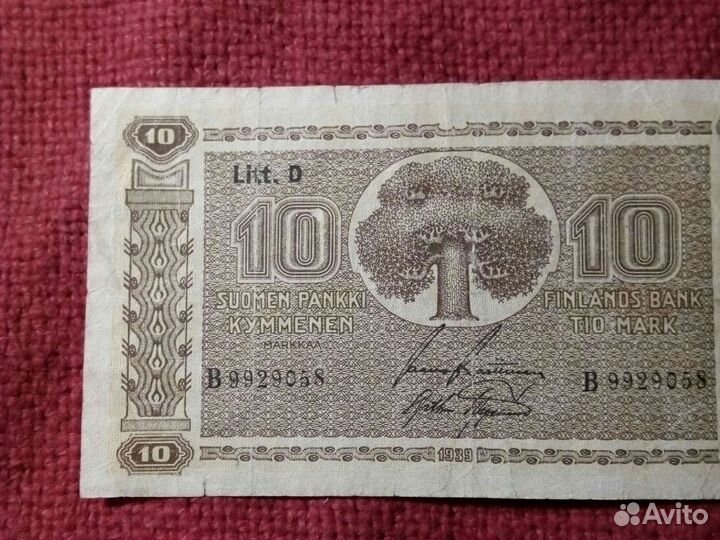 10
Litt. D
10
10
SUOMEN PANKKI
KYMMENEN
MARKKAA
FINLANDS BANK
TIO MARK
B 9929058
B 9929058
10
1939
Avito